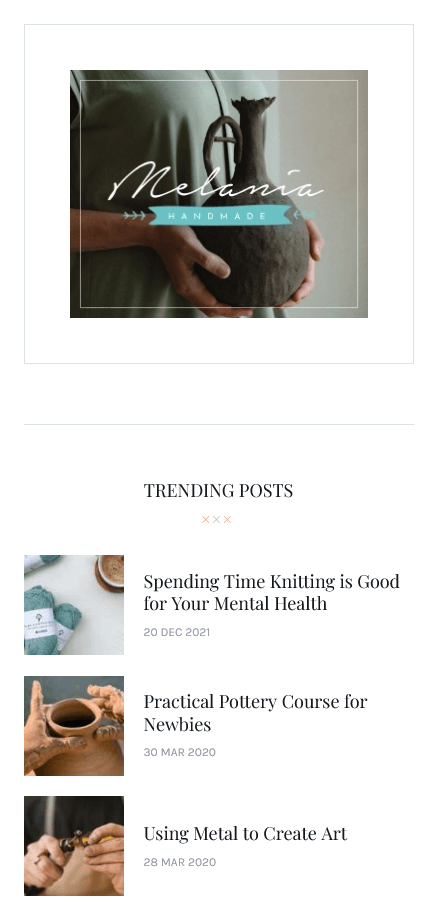 Melania
HANDMADE
TRENDING POSTS
Spending Time Knitting is Good
for Your Mental Health
20 DEC 2021
Practical Pottery Course for
Newbies
30 MAR 2020
Using Metal to Create Art
28 MAR 2020